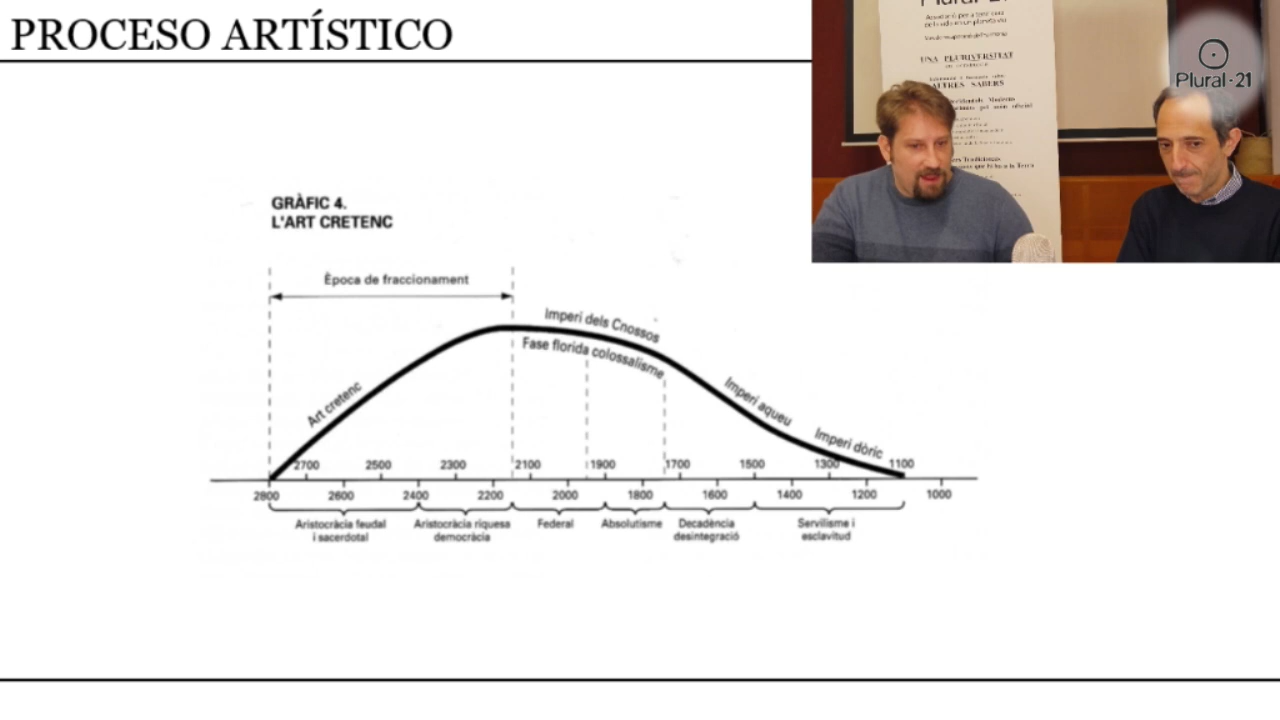 PROCESO ARTÍSTICO
Plural-21
UNA PLURIVERSITAT
ALTRES SABERS
Plural-21
GRÀFIC 4.
L'ART CRETENC
Època de fraccionament
Imperi dels Cnossos
Fase florida colossalisme
Art cretenc
Imperi aqueu
Imperi dòric
2700 2500 2300 2100 1900 1700 1500 1300 1100
2800 2600 2400 2200 2000 1800 1600 1400 1200 1000
Aristocràcia feudal Aristocràcia riquesa Federal Absolutisme Decadència Servilisme i
i sacerdotal democràcia desintegració esclavitud